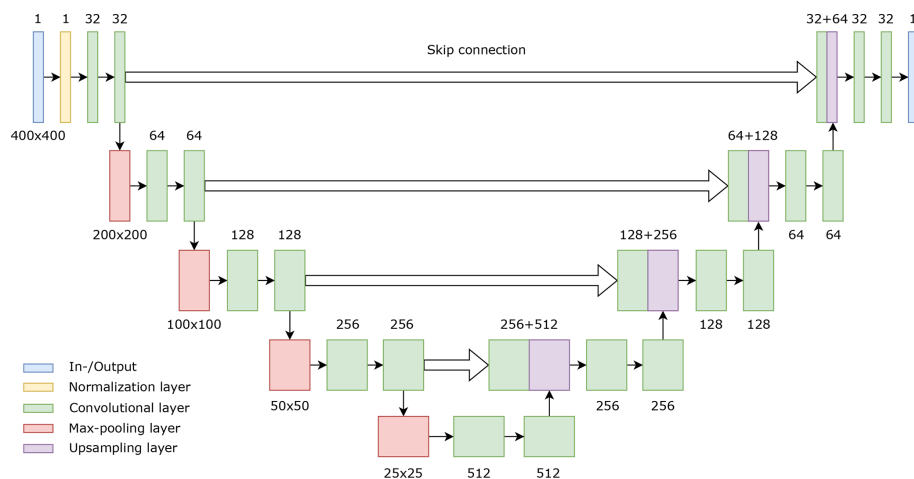 1 1 32 32 32+64 32 32 1
Skip connection
400x400
64 64 64+128
200x200 64 64
128 128 128+256
100x100 128 128
256 256 256+512
50x50 256 256
25x25 512 512
In-/Output
Normalization layer
Convolutional layer
Max-pooling layer
Upsampling layer